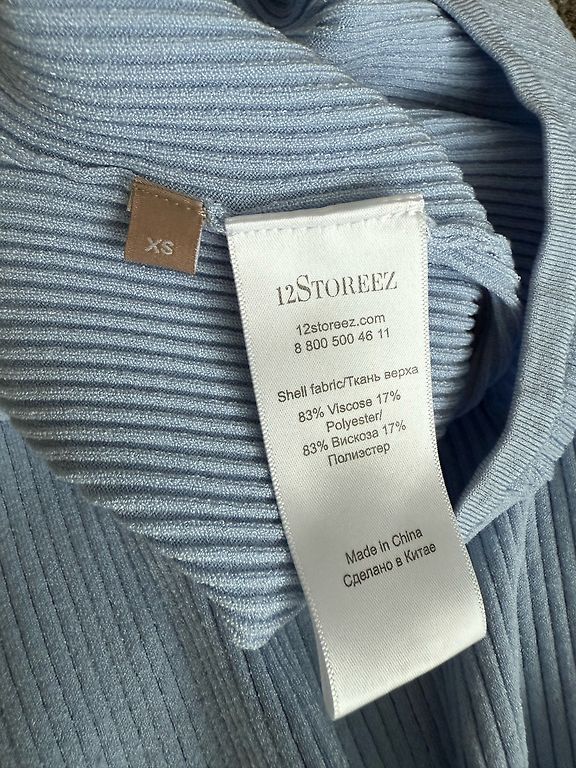 XS
12STOREEZ
12storeez.com
8 800 500 46 11
Shell fabric/Ткань верха
83% Viscose 17%
Polyester/
83% Вискоза 17%
Полиэстер
Made in China
Сделано в Китае